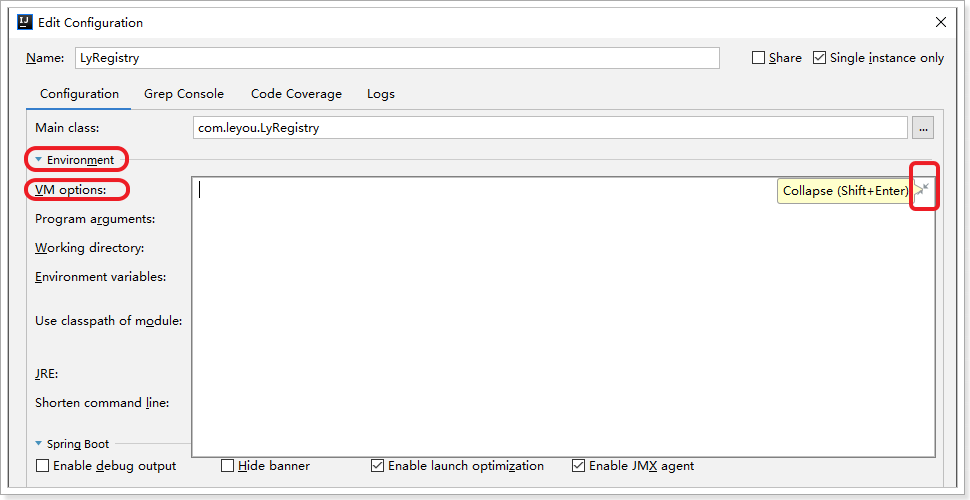 Edit Configuration
Name: LyRegistry Share Single instance only
Configuration Grep Console Code Coverage Logs
Main class: com.leyou.LyRegistry ...
Environment
VM options: Collapse (Shift+Enter)
Program arguments:
Working directory:
Environment variables:
Use classpath of module:
JRE:
Shorten command line:
Spring Boot
Enable debug output Hide banner Enable launch optimization Enable JMX agent